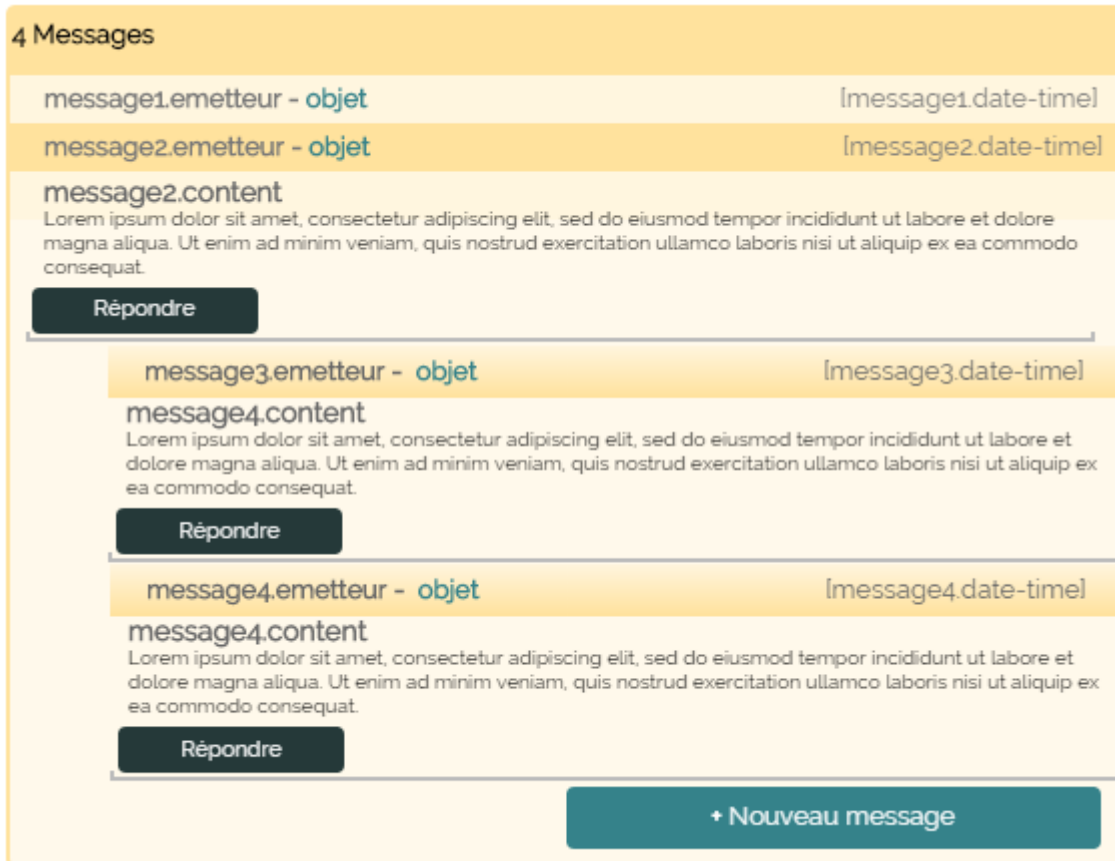 4 Messages
message1.emetteur - objet [message1.date-time]
message2.emetteur - objet [message2.date-time]
message2.content
Lorem ipsum dolor sit amet, consectetur adipiscing elit, sed do eiusmod tempor incididunt ut labore et dolore
magna aliqua. Ut enim ad minim veniam, quis nostrud exercitation ullamco laboris nisi ut aliquip ex ea commodo
consequat.
Répondre
message3.emetteur - objet [message3.date-time]
message4.content
Lorem ipsum dolor sit amet, consectetur adipiscing elit, sed do eiusmod tempor incididunt ut labore et
dolore magna aliqua. Ut enim ad minim veniam, quis nostrud exercitation ullamco laboris nisi ut aliquip ex
ea commodo consequat.
Répondre
message4.emetteur - objet [message4.date-time]
message4.content
Lorem ipsum dolor sit amet, consectetur adipiscing elit, sed do eiusmod tempor incididunt ut labore et
dolore magna aliqua. Ut enim ad minim veniam, quis nostrud exercitation ullamco laboris nisi ut aliquip ex
ea commodo consequat.
Répondre
+ Nouveau message